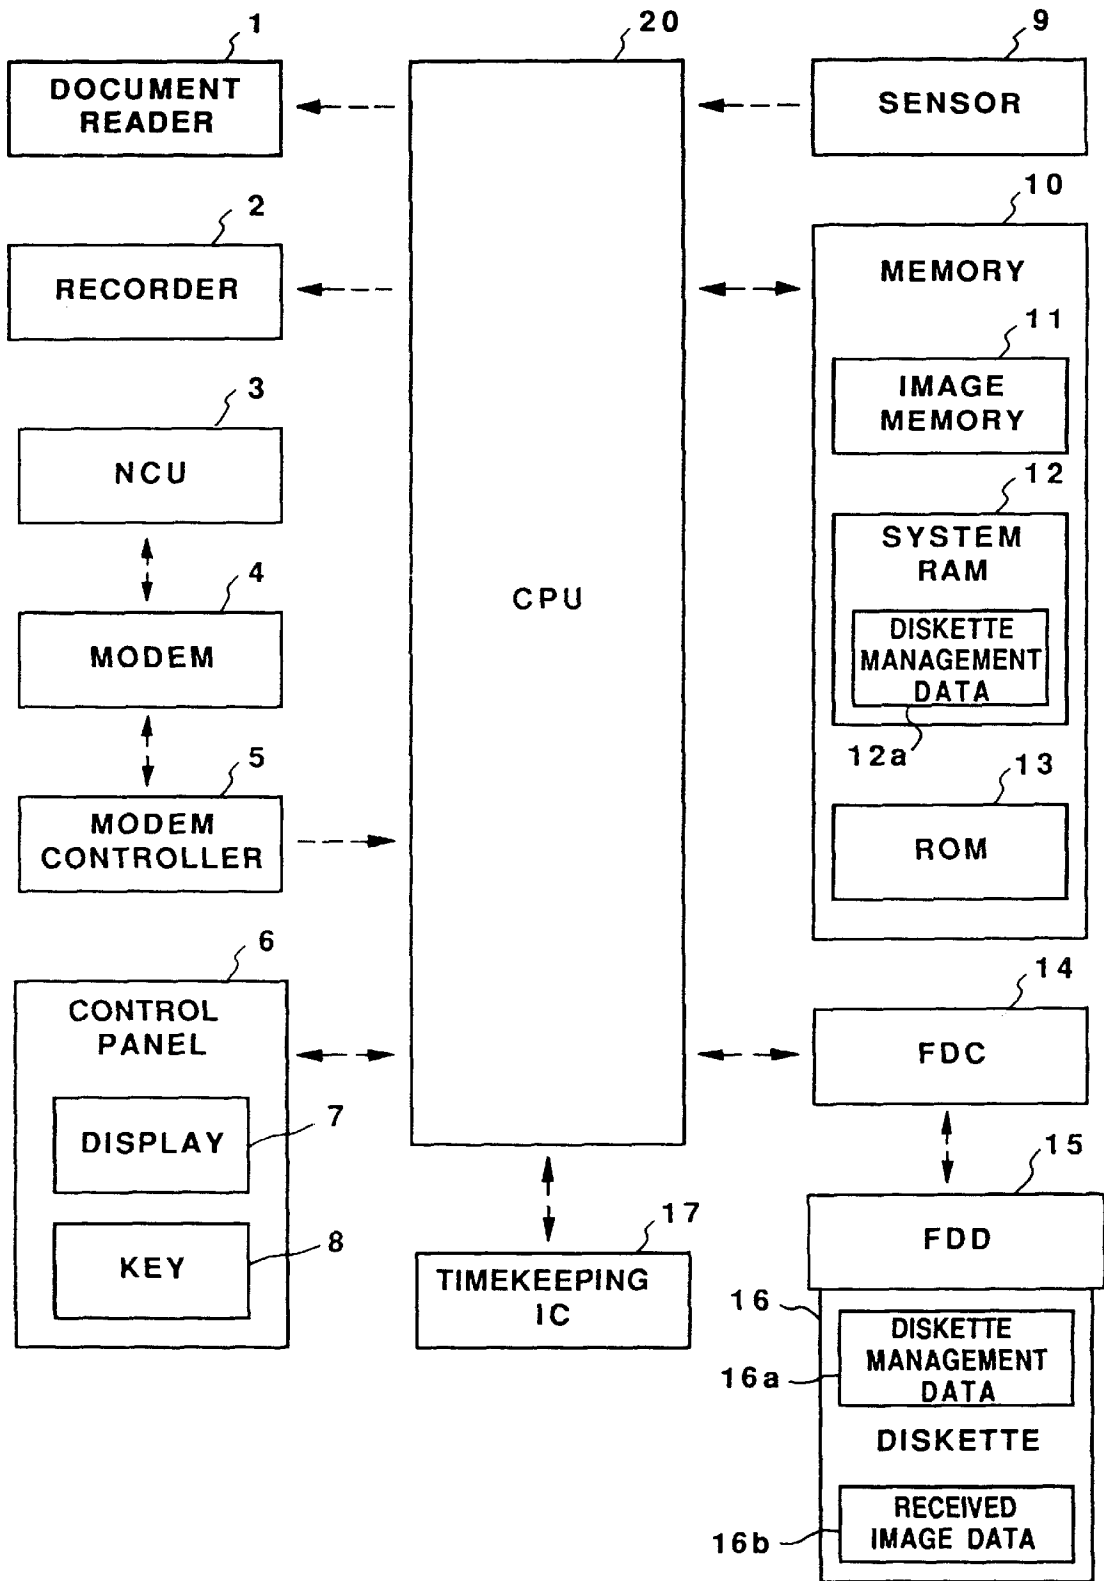 1
DOCUMENT
READER
2
RECORDER
3
NCU
4
MODEM
5
MODEM
CONTROLLER
6
CONTROL
PANEL
7
DISPLAY
8
KEY
20
CPU
17
TIMEKEEPING
IC
9
SENSOR
10
MEMORY
11
IMAGE
MEMORY
12
SYSTEM
RAM
DISKETTE
MANAGEMENT
DATA
12a
13
ROM
14
FDC
15
FDD
16
DISKETTE
MANAGEMENT
DATA
16a
DISKETTE
RECEIVED
IMAGE DATA
16b